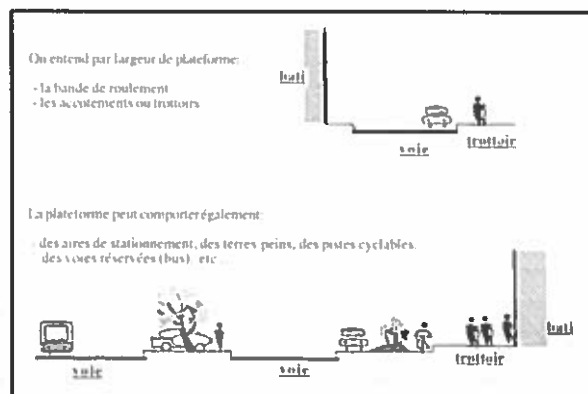 On entend par largeur de plateforme:
- la bande de roulement
- les accotements ou trottoirs
bati
voie
trottoir
La plateforme peut comporter également:
- des aires de stationnement, des terres peins, des pistes cyclables,
des voies réservées (bus), etc
bati
voie
voie
trottoir